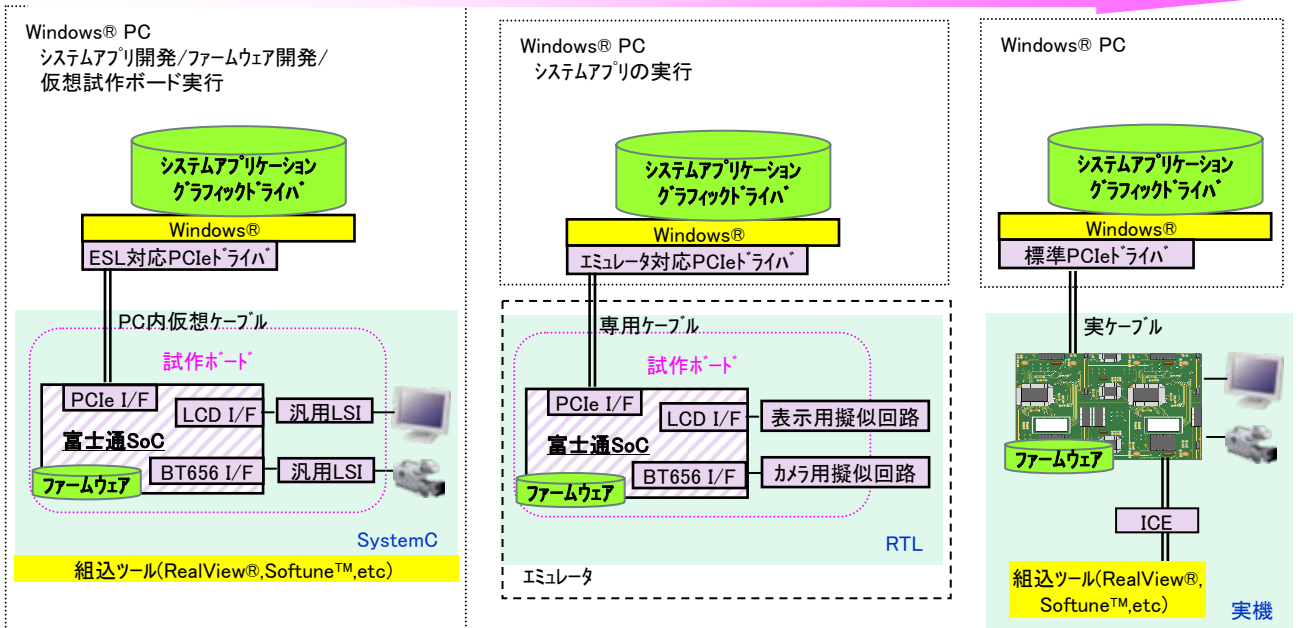 Windows® PC
システムアプリ開発/ファームウェア開発/
仮想試作ボード実行
システムアプリケーション
グラフィックドライバ
Windows®
ESL対応PCIeドライバ
PC内仮想ケーブル
試作ボード
PCIe I/F
LCD I/F
汎用LSI
富士通SoC
BT656 I/F
汎用LSI
ファームウェア
SystemC
組込ツール(RealView®,Softune™,etc)
Windows® PC
システムアプリの実行
システムアプリケーション
グラフィックドライバ
Windows®
エミュレータ対応PCIeドライバ
専用ケーブル
試作ボード
PCIe I/F
LCD I/F
表示用擬似回路
富士通SoC
BT656 I/F
カメラ用擬似回路
ファームウェア
RTL
エミュレータ
Windows® PC
システムアプリケーション
グラフィックドライバ
Windows®
標準PCIeドライバ
実ケーブル
ファームウェア
ICE
組込ツール(RealView®,
Softune™,etc)
実機